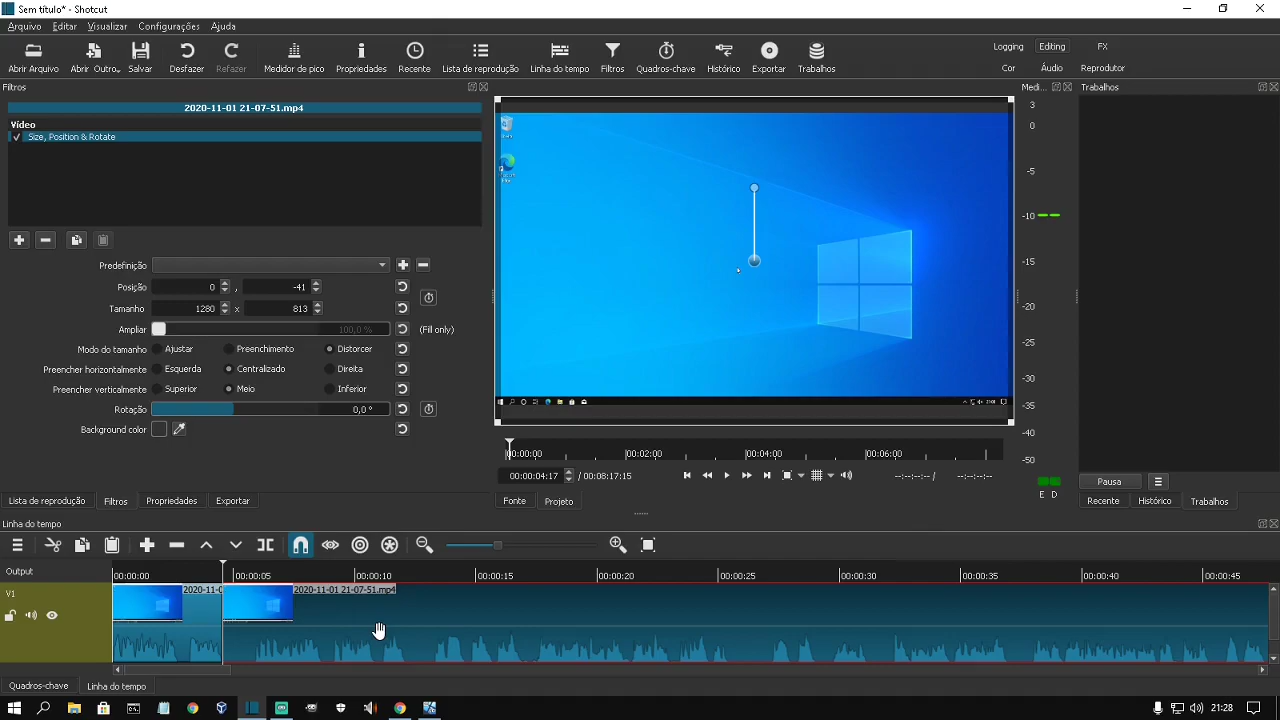 Sem título* - Shotcut
Arquivo Editar Visualizar Configurações Ajuda
Abrir Arquivo Abrir Outro... Salvar Desfazer Refazer Medidor de pico Propriedades Recente Lista de reprodução Linha do tempo Filtros Quadros-chave Histórico Exportar Trabalhos
Logging Editing FX
Cor Áudio Reprodutor
Filtros
Medi...
Trabalhos
2020-11-01 21-07-51.mp4
Vídeo
Size, Position & Rotate
Predefinição
Posição 0 , -41
Tamanho 1280 x 813
Ampliar 100,0 % (Fill only)
Modo do tamanho Ajustar Preenchimento Distorcer
Preencher horizontalmente Esquerda Centralizado Direita
Preencher verticalmente Superior Meio Inferior
Rotação 0,0 °
Background color
3
0
-5
-10
-15
-20
-25
-30
-35
-40
-45
-50
E D
00:00:00 00:02:00 00:04:00 00:06:00
00:00:04:17 / 00:08:17:15 --:--:--:-- / --:--:--:--
Fonte Projeto
Pausa
Recente Histórico Trabalhos
Lista de reprodução Filtros Propriedades Exportar
Linha do tempo
Output
00:00:00 00:00:05 00:00:10 00:00:15 00:00:20 00:00:25 00:00:30 00:00:35 00:00:40 00:00:45
V1
2020-11-0
2020-11-01 21-07-51.mp4
Quadros-chave Linha do tempo
21:28